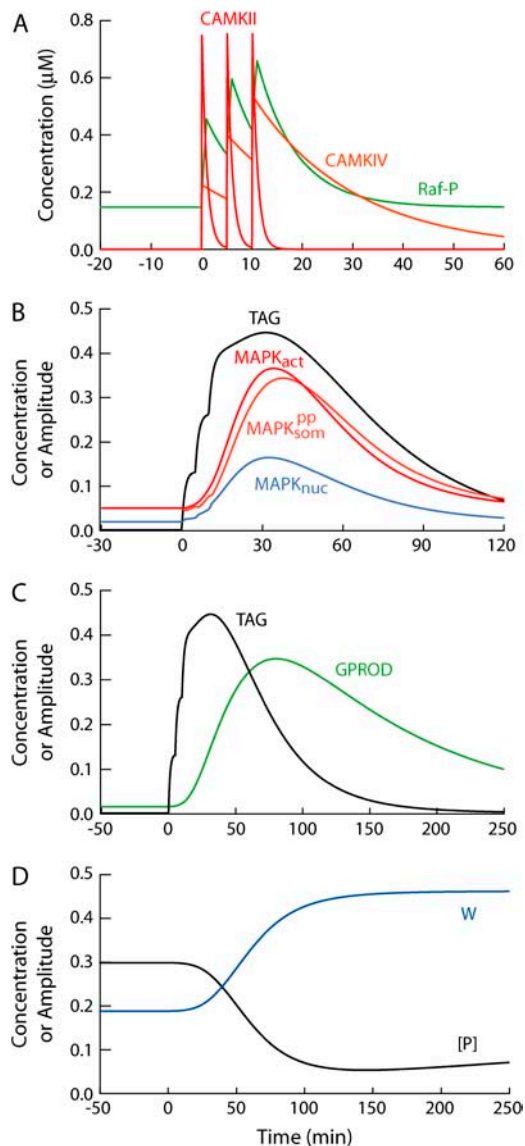 A
CAMKII
Concentration (μM)
0.8
0.6
0.4
0.2
0.0
CAMKIV
Raf-P
-20 -10 0 10 20 30 40 50 60
B
Concentration
or Amplitude
0.5
0.4
0.3
0.2
0.1
0.0
TAG
MAPKact
MAPKsom pp
MAPKnuc
-30 0 30 60 90 120
C
Concentration
or Amplitude
0.5
0.4
0.3
0.2
0.1
0.0
TAG
GPROD
-50 0 50 100 150 200 250
D
Concentration
or Amplitude
0.5
0.4
0.3
0.2
0.1
0.0
W
[P]
-50 0 50 100 150 200 250
Time (min)